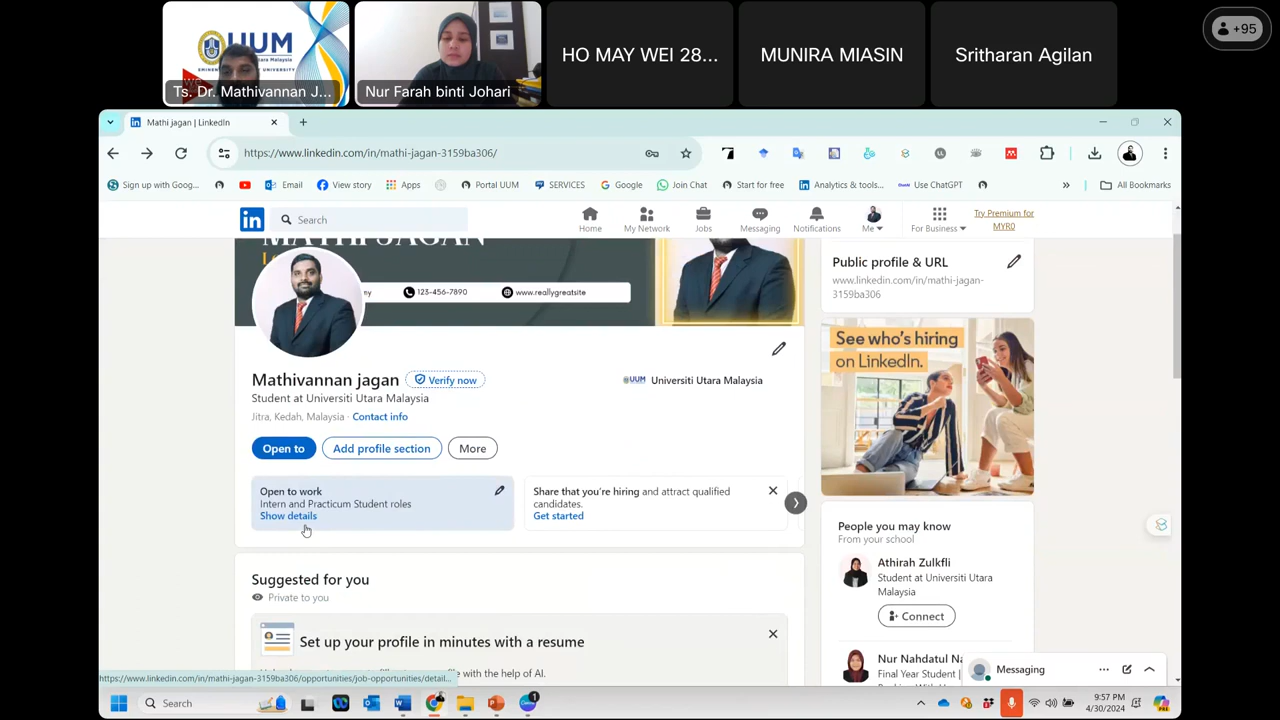 UUM
Utara Malaysia
Ts. Dr. Mathivannan J...
Nur Farah binti Johari
HO MAY WEI 28...
MUNIRA MIASIN
Sritharan Agilan
+95
Mathi jagan | LinkedIn
https://www.linkedin.com/in/mathi-jagan-3159ba306/
Sign up with Goog...
Email
View story
Apps
Portal UUM
SERVICES
Google
Join Chat
Start for free
Analytics & tools...
Use ChatGPT
All Bookmarks
in
Search
Home
My Network
Jobs
Messaging
Notifications
Me
For Business
Try Premium for
MYR0
MATHI JAGAN
123-456-7890
www.reallygreatsite
Mathivannan jagan
Verify now
UUM
Universiti Utara Malaysia
Student at Universiti Utara Malaysia
Jitra, Kedah, Malaysia · Contact info
Open to
Add profile section
More
Open to work
Intern and Practicum Student roles
Show details
Share that you're hiring and attract qualified
candidates.
Get started
Suggested for you
Private to you
Set up your profile in minutes with a resume
with the help of AI.
Public profile & URL
www.linkedin.com/in/mathi-jagan-
3159ba306
See who's hiring
on LinkedIn.
People you may know
From your school
Athirah Zulkfli
Student at Universiti Utara
Malaysia
Connect
Nur Nahdatul Na
Final Year Student |
Messaging
https://www.linkedin.com/in/mathi-jagan-3159ba306/opportunities/job-opportunities/detail...
Search
1
9:57 PM
4/30/2024